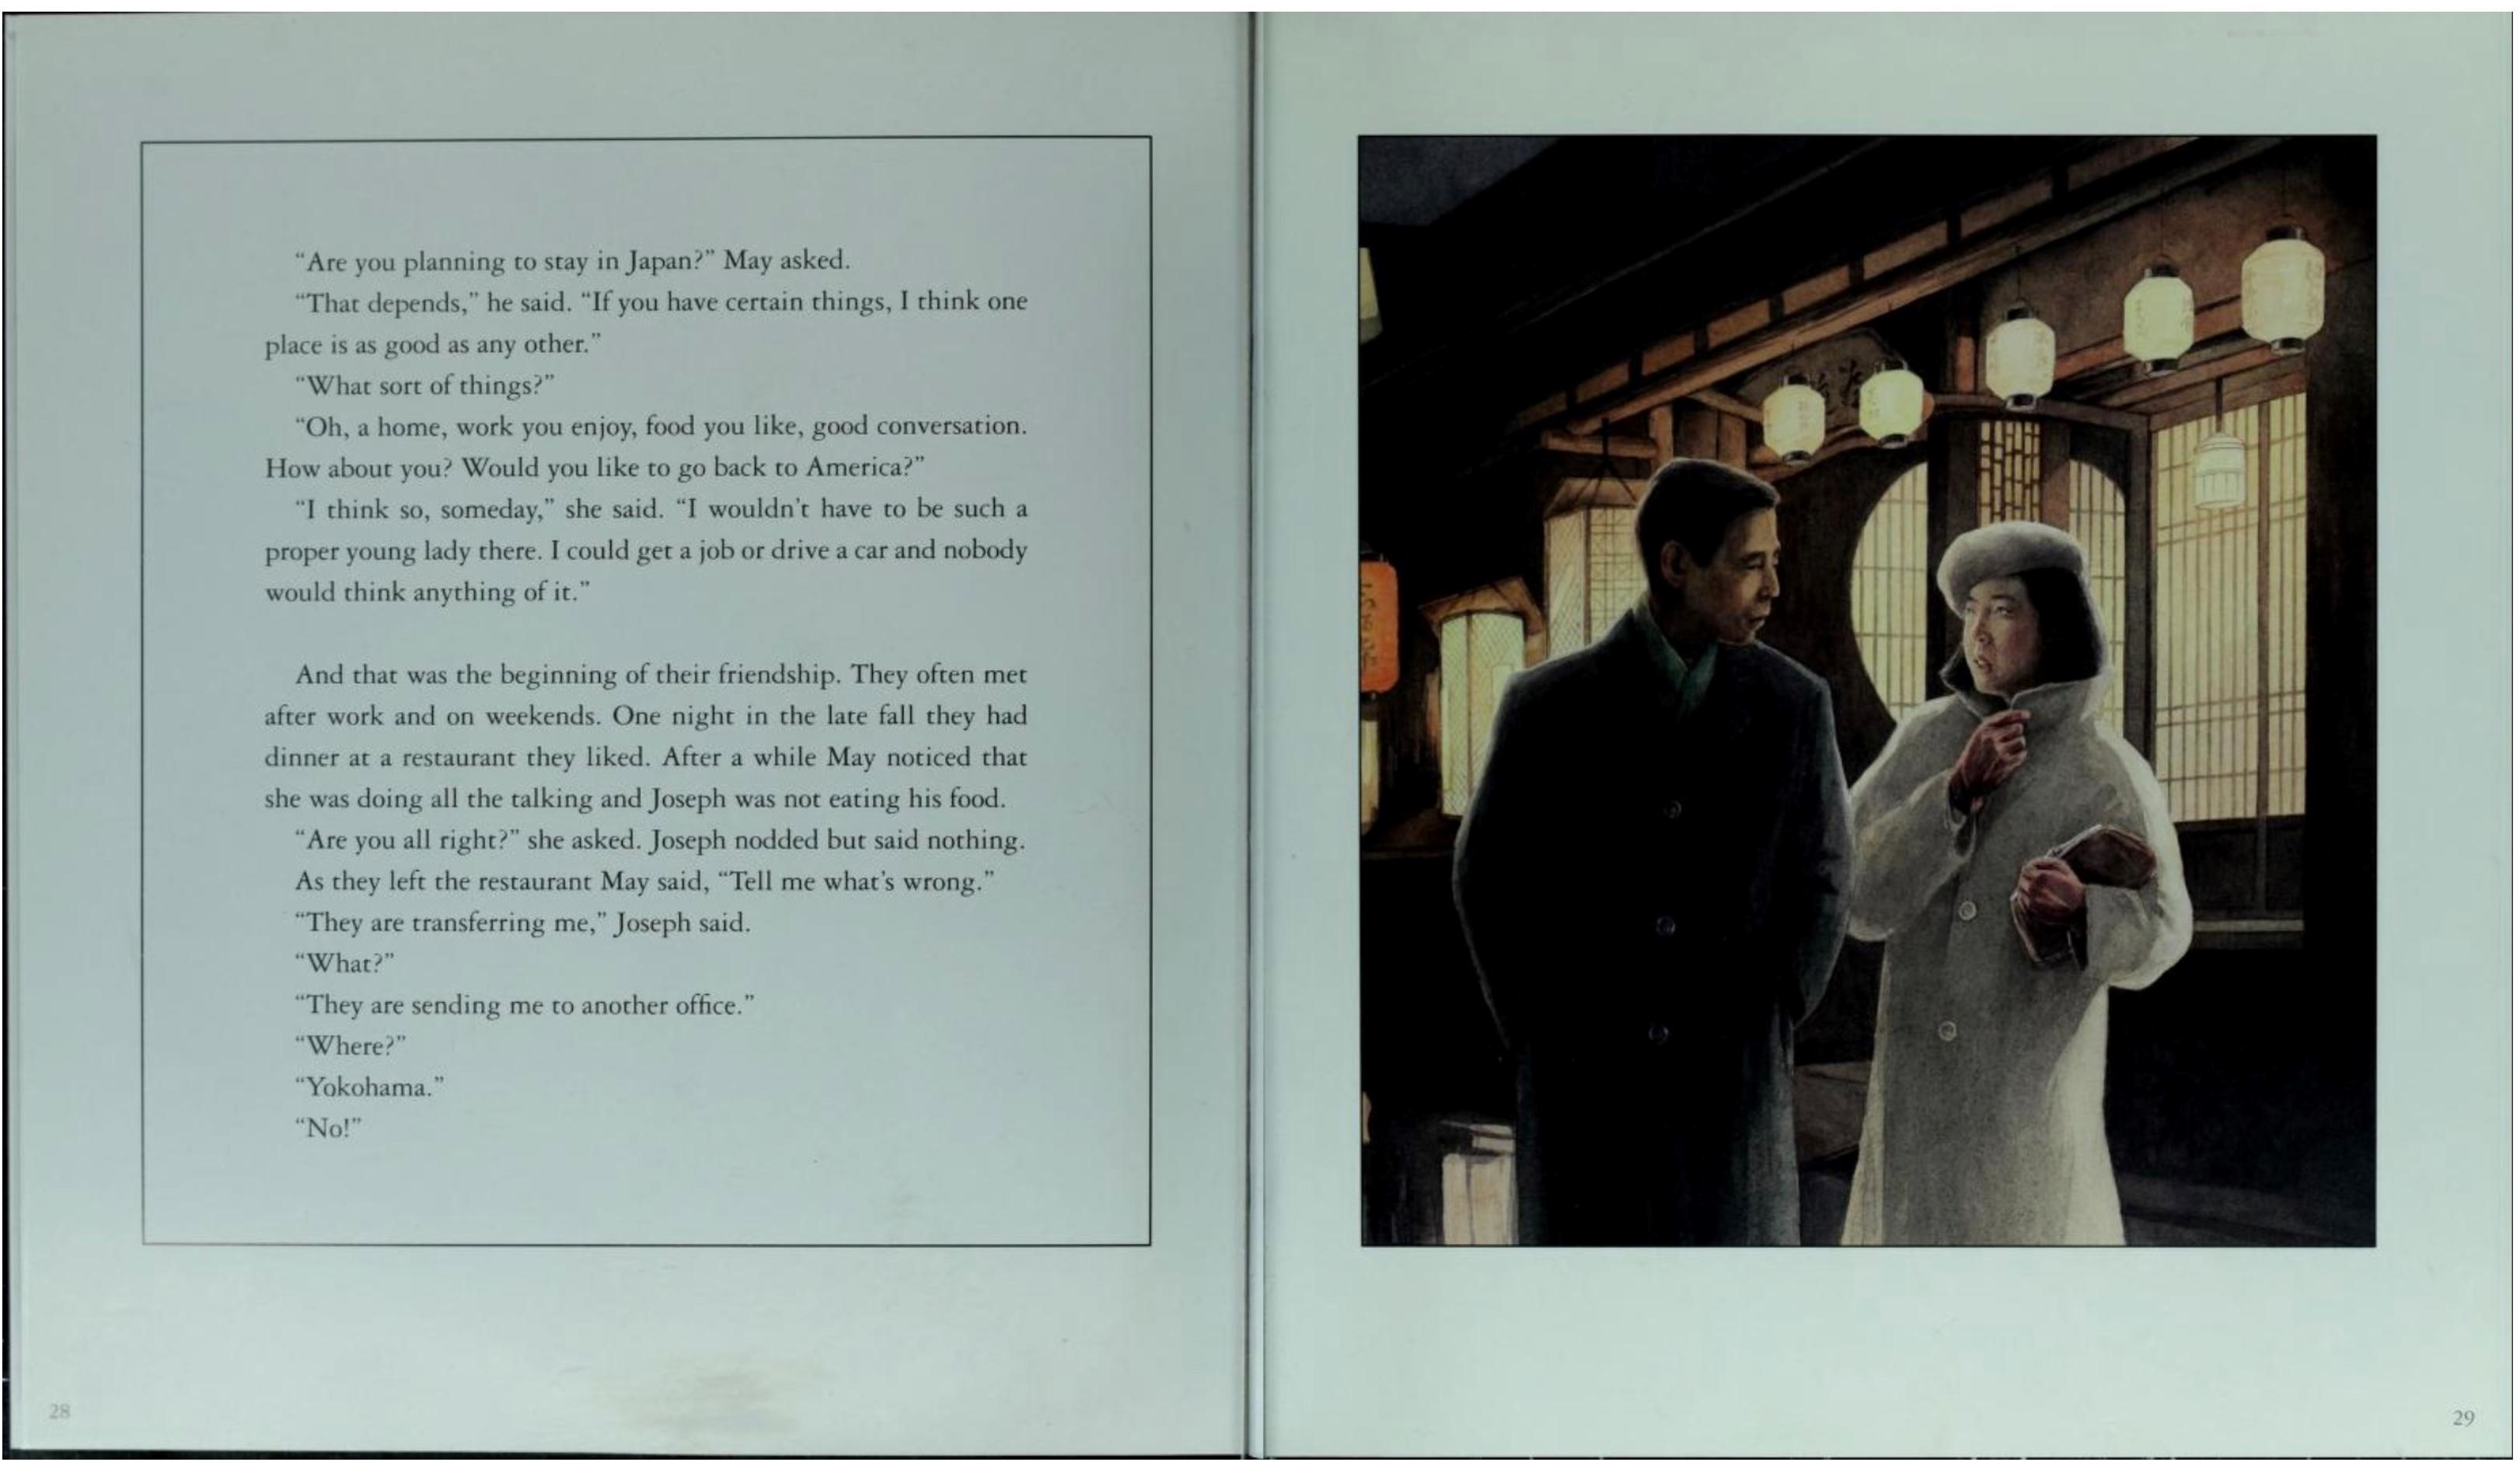 “Are you planning to stay in Japan?” May asked.
“That depends,” he said. “If you have certain things, I think one
place is as good as any other.”
“What sort of things?”
“Oh, a home, work you enjoy, food you like, good conversation.
How about you? Would you like to go back to America?”
“I think so, someday,” she said. “I wouldn’t have to be such a
proper young lady there. I could get a job or drive a car and nobody
would think anything of it.”
And that was the beginning of their friendship. They often met
after work and on weekends. One night in the late fall they had
dinner at a restaurant they liked. After a while May noticed that
she was doing all the talking and Joseph was not eating his food.
“Are you all right?” she asked. Joseph nodded but said nothing.
As they left the restaurant May said, “Tell me what’s wrong.”
“They are transferring me,” Joseph said.
“What?”
“They are sending me to another office.”
“Where?”
“Yokohama.”
“No!”
28
29